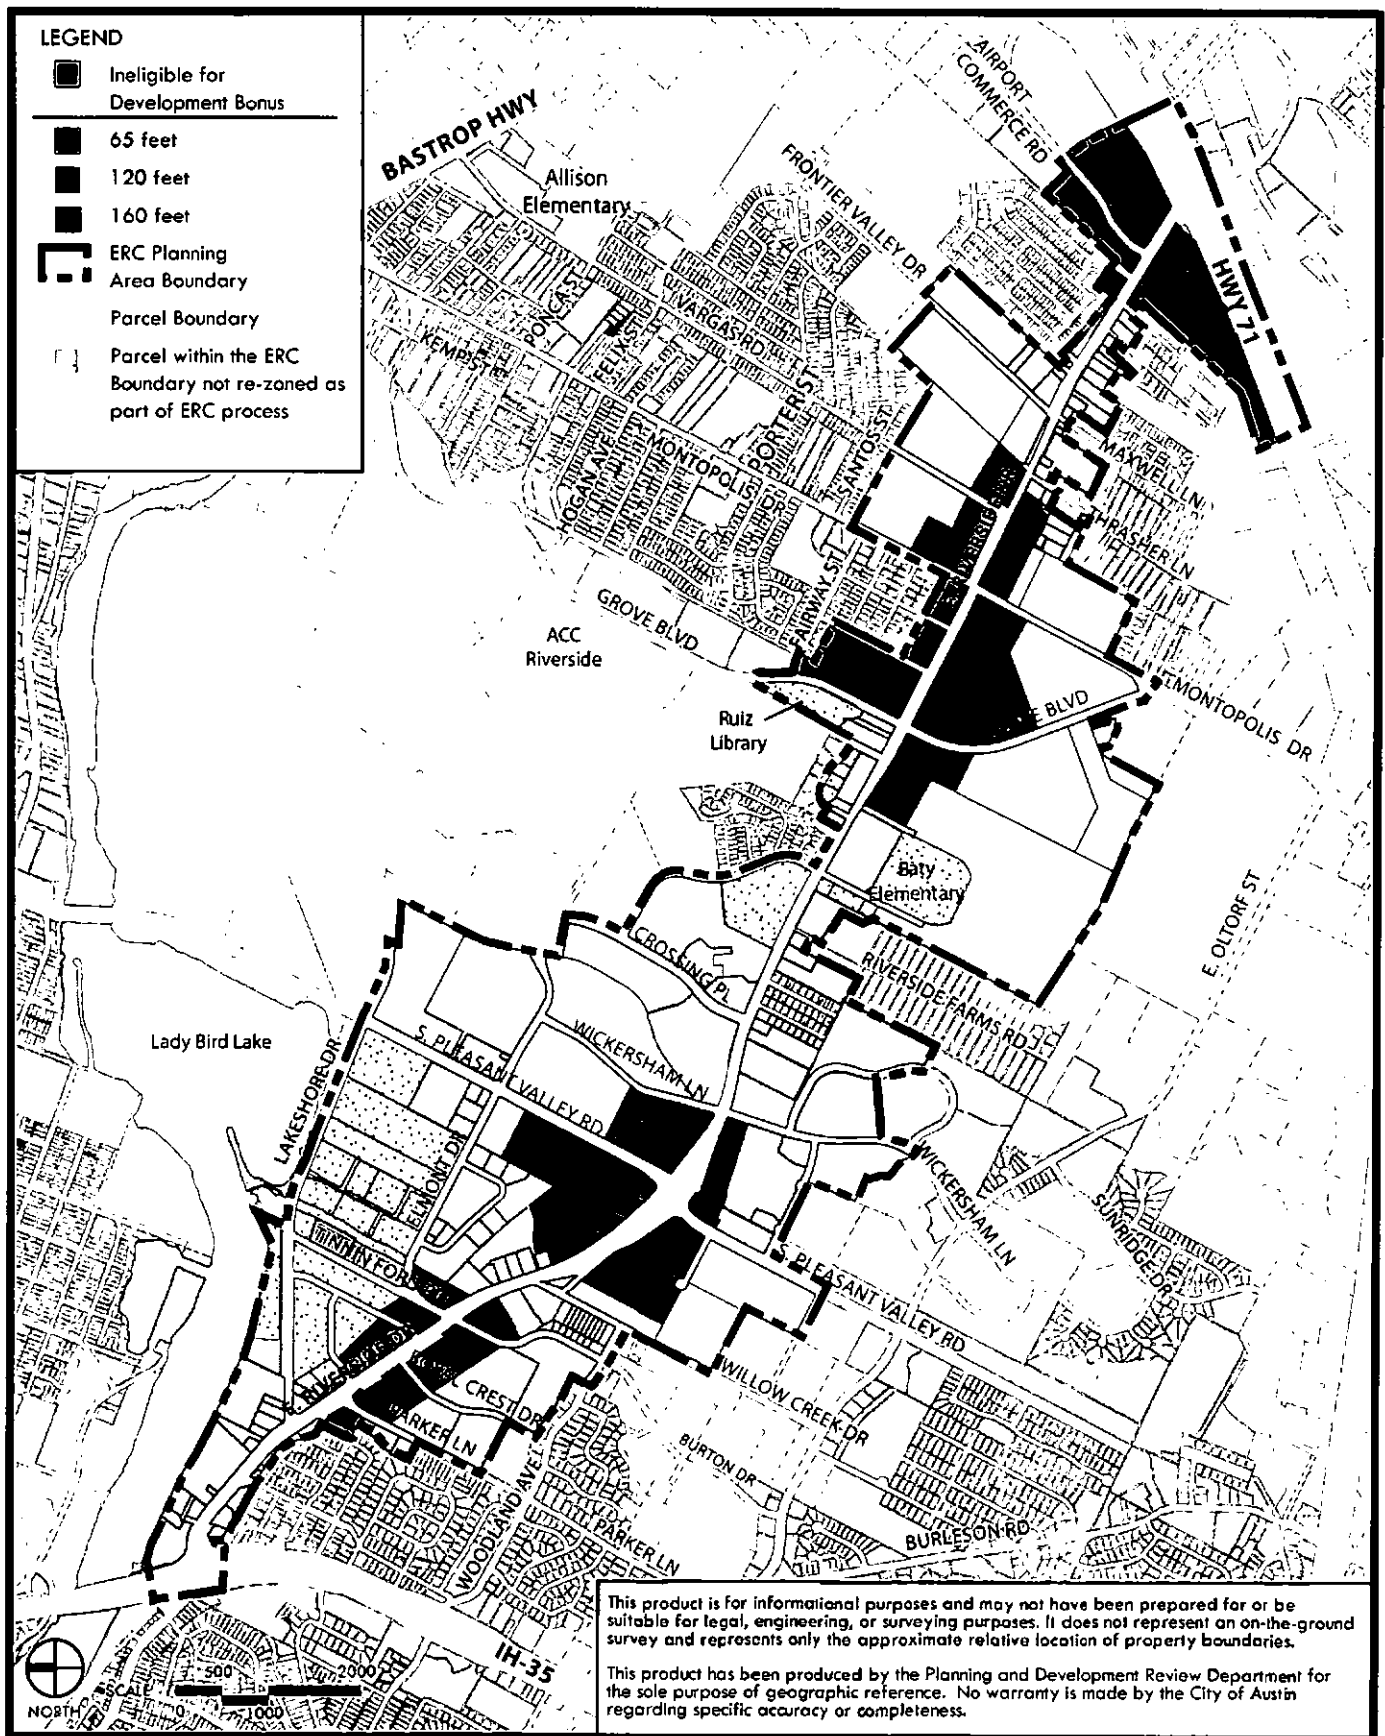 LEGEND
Ineligible for
Development Bonus
65 feet
120 feet
160 feet
ERC Planning
Area Boundary
Parcel Boundary
Parcel within the ERC
Boundary not re-zoned as
part of ERC process
BASTROP HWY
Allison
Elementary
AIRPORT
COMMERCE RD
FRONTIER VALLEY DR
HWY 71
PONCA ST
VARGAS RD
KEMP ST
FELIX ST
PORTER ST
SANTOS ST
HOGAN AVE
MONTOPOLIS DR
MAXWELL LN
THRASHER LN
FAIRWAY ST
GROVE BLVD
ACC
Riverside
Ruiz
Library
BLVD
MONTOPOLIS DR
Baty
Elementary
E. OLTORF ST
CROSSING PL
RIVERSIDE FARMS RD
Lady Bird Lake
LAKESHORE DR
S. PLEASANT VALLEY RD
WICKERSHAM LN
ELMONT DR
WICKERSHAM LN
SUNRIDGE DR
TINNIN FORD
S. PLEASANT VALLEY RD
E. RIVERSIDE DR
CREST DR
PARKER LN
WILLOW CREEK DR
BURTON DR
WOODLAND AVE
PARKER LN
BURLESON RD
IH-35
NORTH
SCALE
500
2000
0
1000
This product is for informational purposes and may not have been prepared for or be
suitable for legal, engineering, or surveying purposes. It does not represent an on-the-ground
survey and represents only the approximate relative location of property boundaries.
This product has been produced by the Planning and Development Review Department for
the sole purpose of geographic reference. No warranty is made by the City of Austin
regarding specific accuracy or completeness.